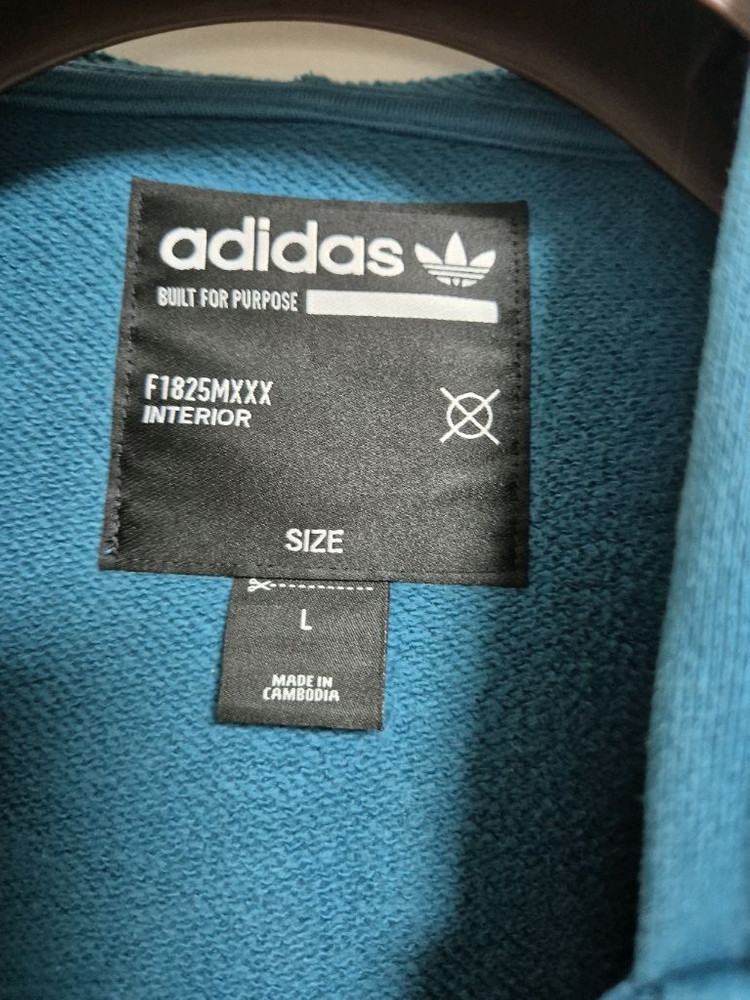 adidas
BUILT FOR PURPOSE
F1825MXXX
INTERIOR
SIZE
L
MADE IN
CAMBODIA